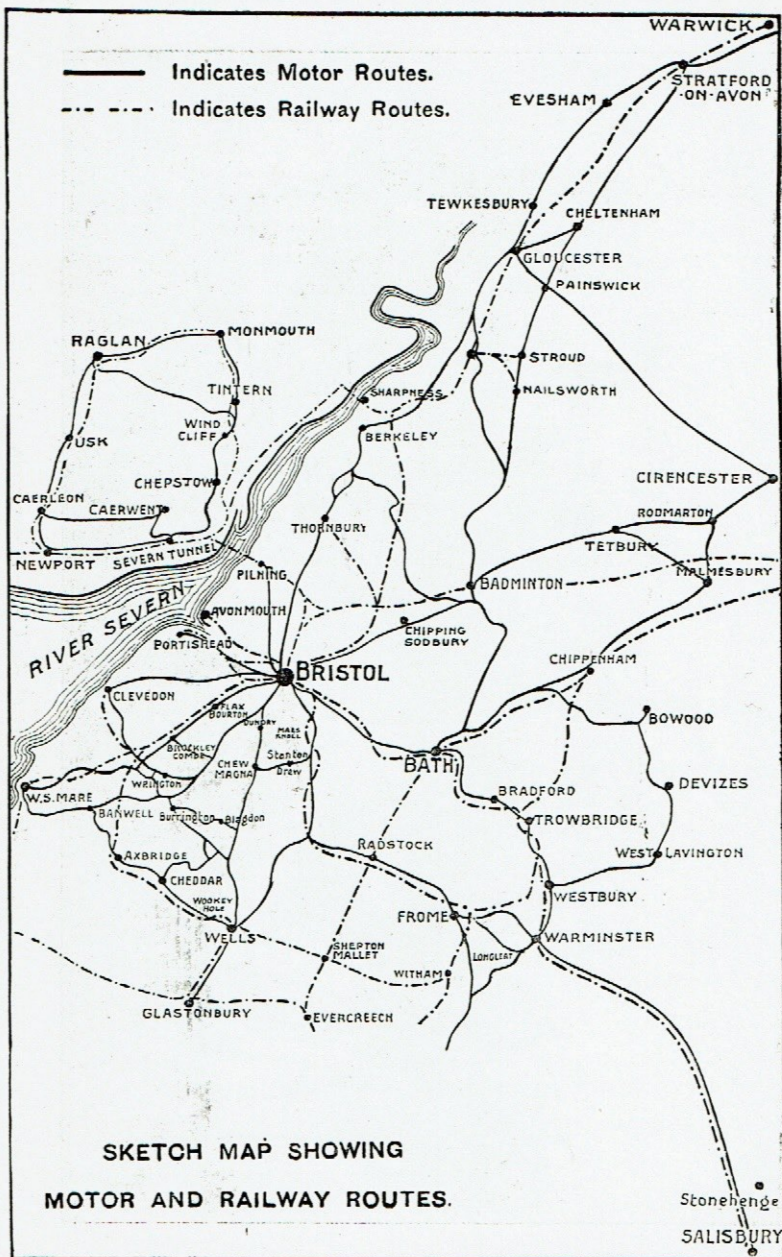 WARWICK
Indicates Motor Routes.
STRATFORD
-ON-AVON
EVESHAM
Indicates Railway Routes.
TEWKESBURY
CHELTENHAM
GLOUCESTER
PAINSWICK
MONMOUTH
RAGLAN
STROUD
TINTERN
SHARPNESS
NAILSWORTH
WIND
CLIFF
BERKELEY
USK
CHEPSTOW
CIRENCESTER
CAERLEON
CAERWENT
RODMARTON
THORNBURY
TETBURY
NEWPORT
SEVERN TUNNEL
PILNING
BADMINTON
MALMESBURY
RIVER SEVERN
AVONMOUTH
CHIPPING
SODBURY
PORTISHEAD
CHIPPENHAM
BRISTOL
CLEVEDON
FLAX
BOURTON
DUNDRY
MAES
KNOLL
BOWOOD
BROCKLEY
COMBE
CHEW
MAGNA
Stanton
Drew
BATH
W.S. MARE
WRINGTON
DEVIZES
BRADFORD
BANWELL
Burrington
Blagdon
TROWBRIDGE
RADSTOCK
WEST LAVINGTON
AXBRIDGE
CHEDDAR
WESTBURY
WOOKEY
HOLE
FROME
WELLS
WARMINSTER
SHEPTON
MALLET
LONGLEAT
WITHAM
GLASTONBURY
EVERCREECH
SKETCH MAP SHOWING
MOTOR AND RAILWAY ROUTES.
Stonehenge
SALISBURY